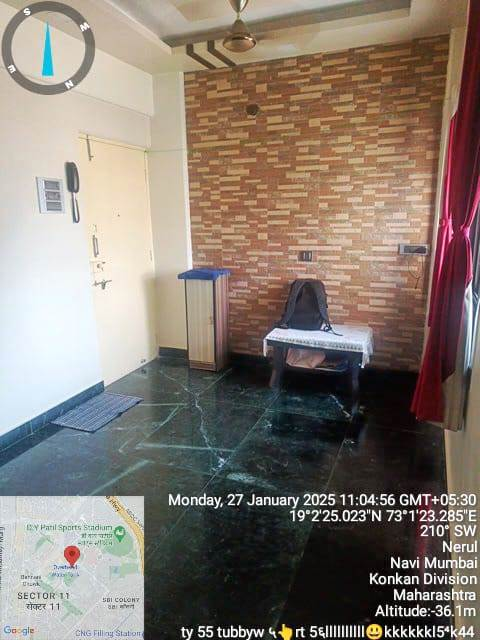 S
W
E
N
Monday, 27 January 2025 11:04:56 GMT+05:30
19°2'25.023"N 73°1'23.285"E
210° SW
Nerul
Navi Mumbai
Konkan Division
Maharashtra
Altitude:-36.1m
D Y Patil Sports Stadium
Overhead
SECTOR 11
सेक्टर 11
SBI COLONY
Google
CNG Filling Station